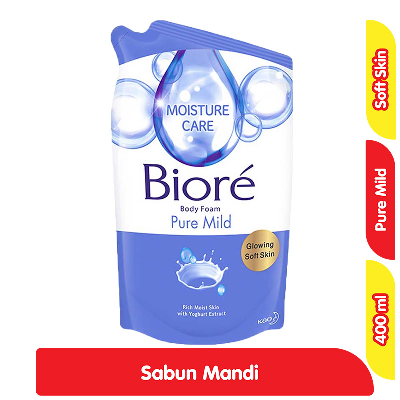 MOISTURE
CARE
Bioré
Body Foam
Pure Mild
Glowing
Soft Skin
Rich Moist Skin
with Yoghurt Extract
Kao
Soft Skin
Pure Mild
400 ml
Sabun Mandi